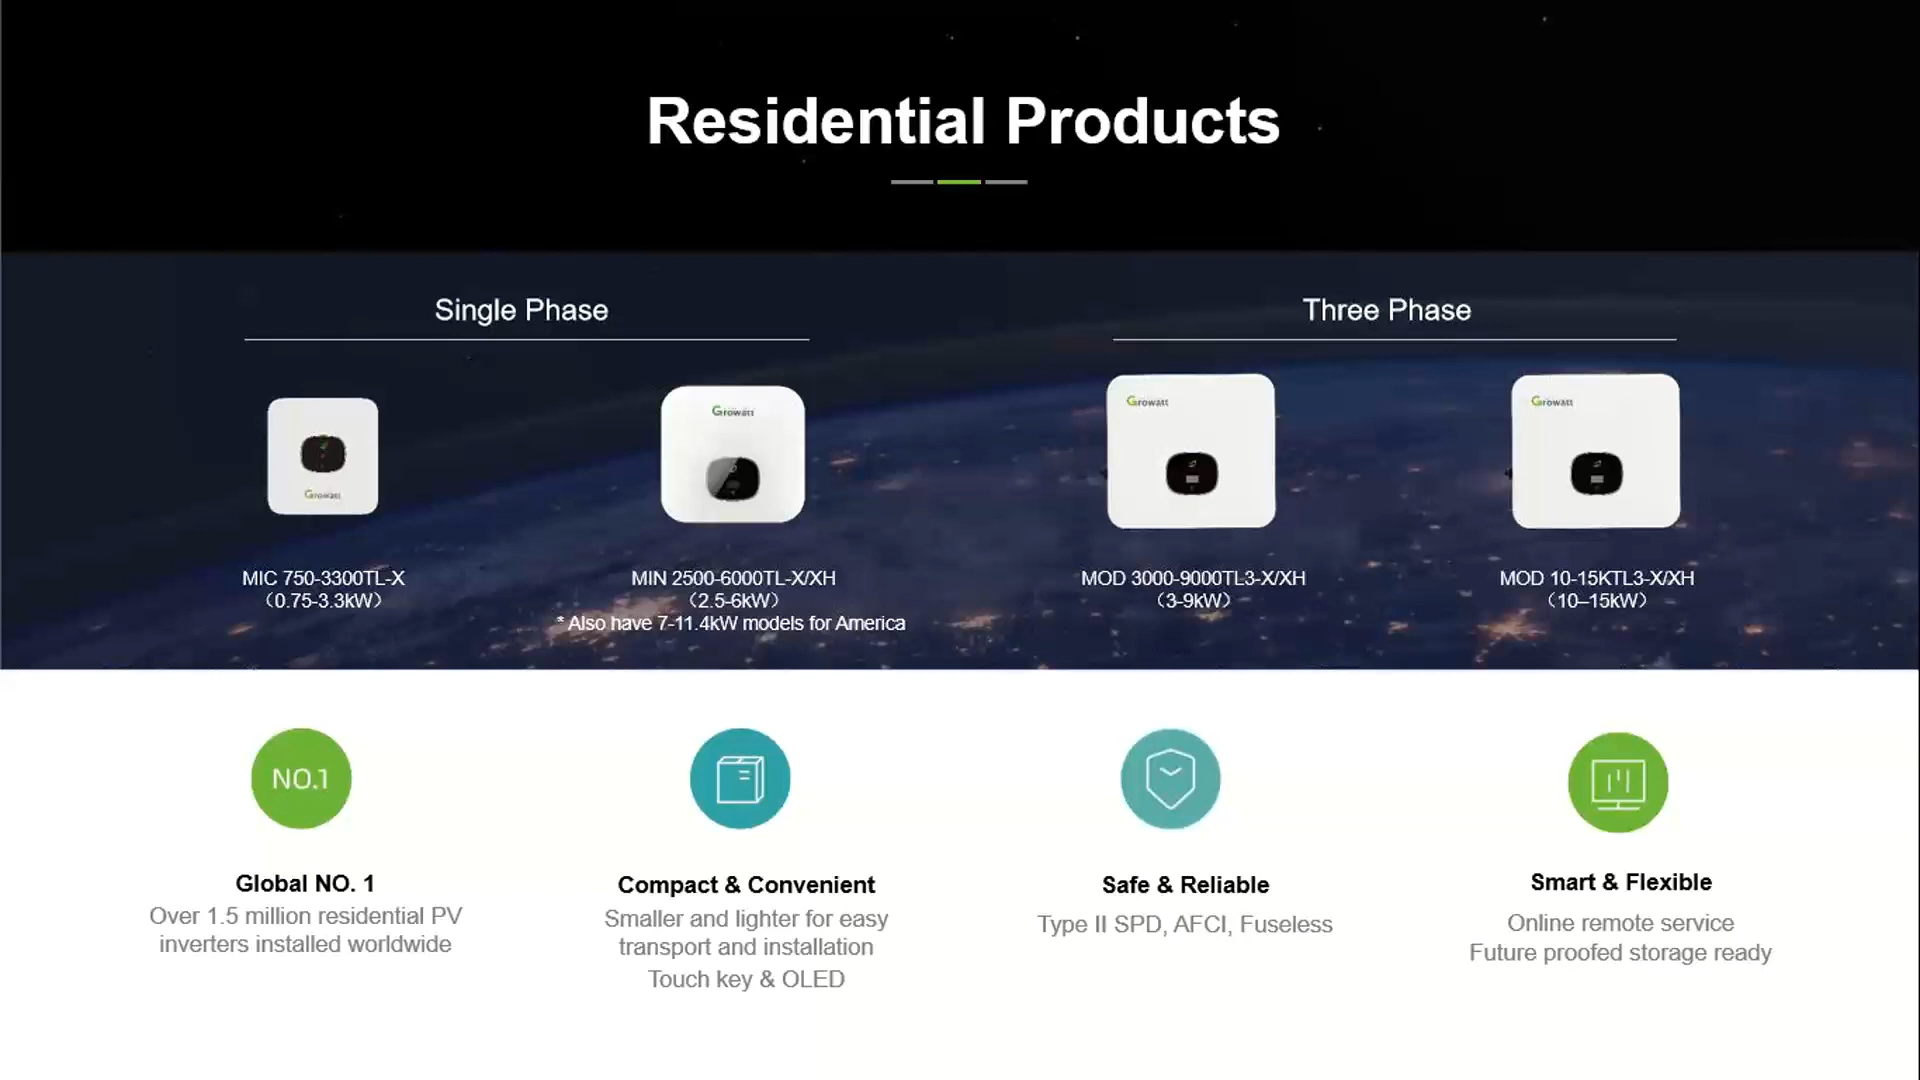 Residential Products
Single Phase
Three Phase
Growatt
Growatt
Growatt
Growatt
MIC 750-3300TL-X
（0.75-3.3kW）
MIN 2500-6000TL-X/XH
（2.5-6kW）
* Also have 7-11.4kW models for America
MOD 3000-9000TL3-X/XH
（3-9kW）
MOD 10-15KTL3-X/XH
（10–15kW）
NO.1
Global NO. 1
Over 1.5 million residential PV
inverters installed worldwide
Compact & Convenient
Smaller and lighter for easy
transport and installation
Touch key & OLED
Safe & Reliable
Type II SPD, AFCI, Fuseless
Smart & Flexible
Online remote service
Future proofed storage ready